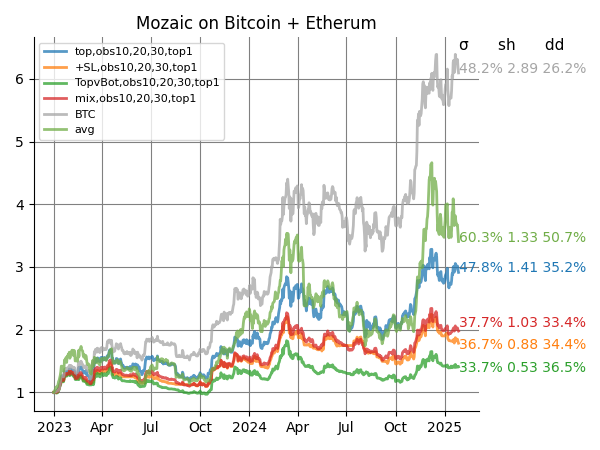 Mozaic on Bitcoin + Etherum
σ sh dd
top,obs10,20,30,top1
+SL,obs10,20,30,top1
TopvBot,obs10,20,30,top1
mix,obs10,20,30,top1
BTC
avg
48.2% 2.89 26.2%
60.3% 1.33 50.7%
47.8% 1.41 35.2%
37.7% 1.03 33.4%
36.7% 0.88 34.4%
33.7% 0.53 36.5%
6
5
4
3
2
1
2023 Apr Jul Oct 2024 Apr Jul Oct 2025